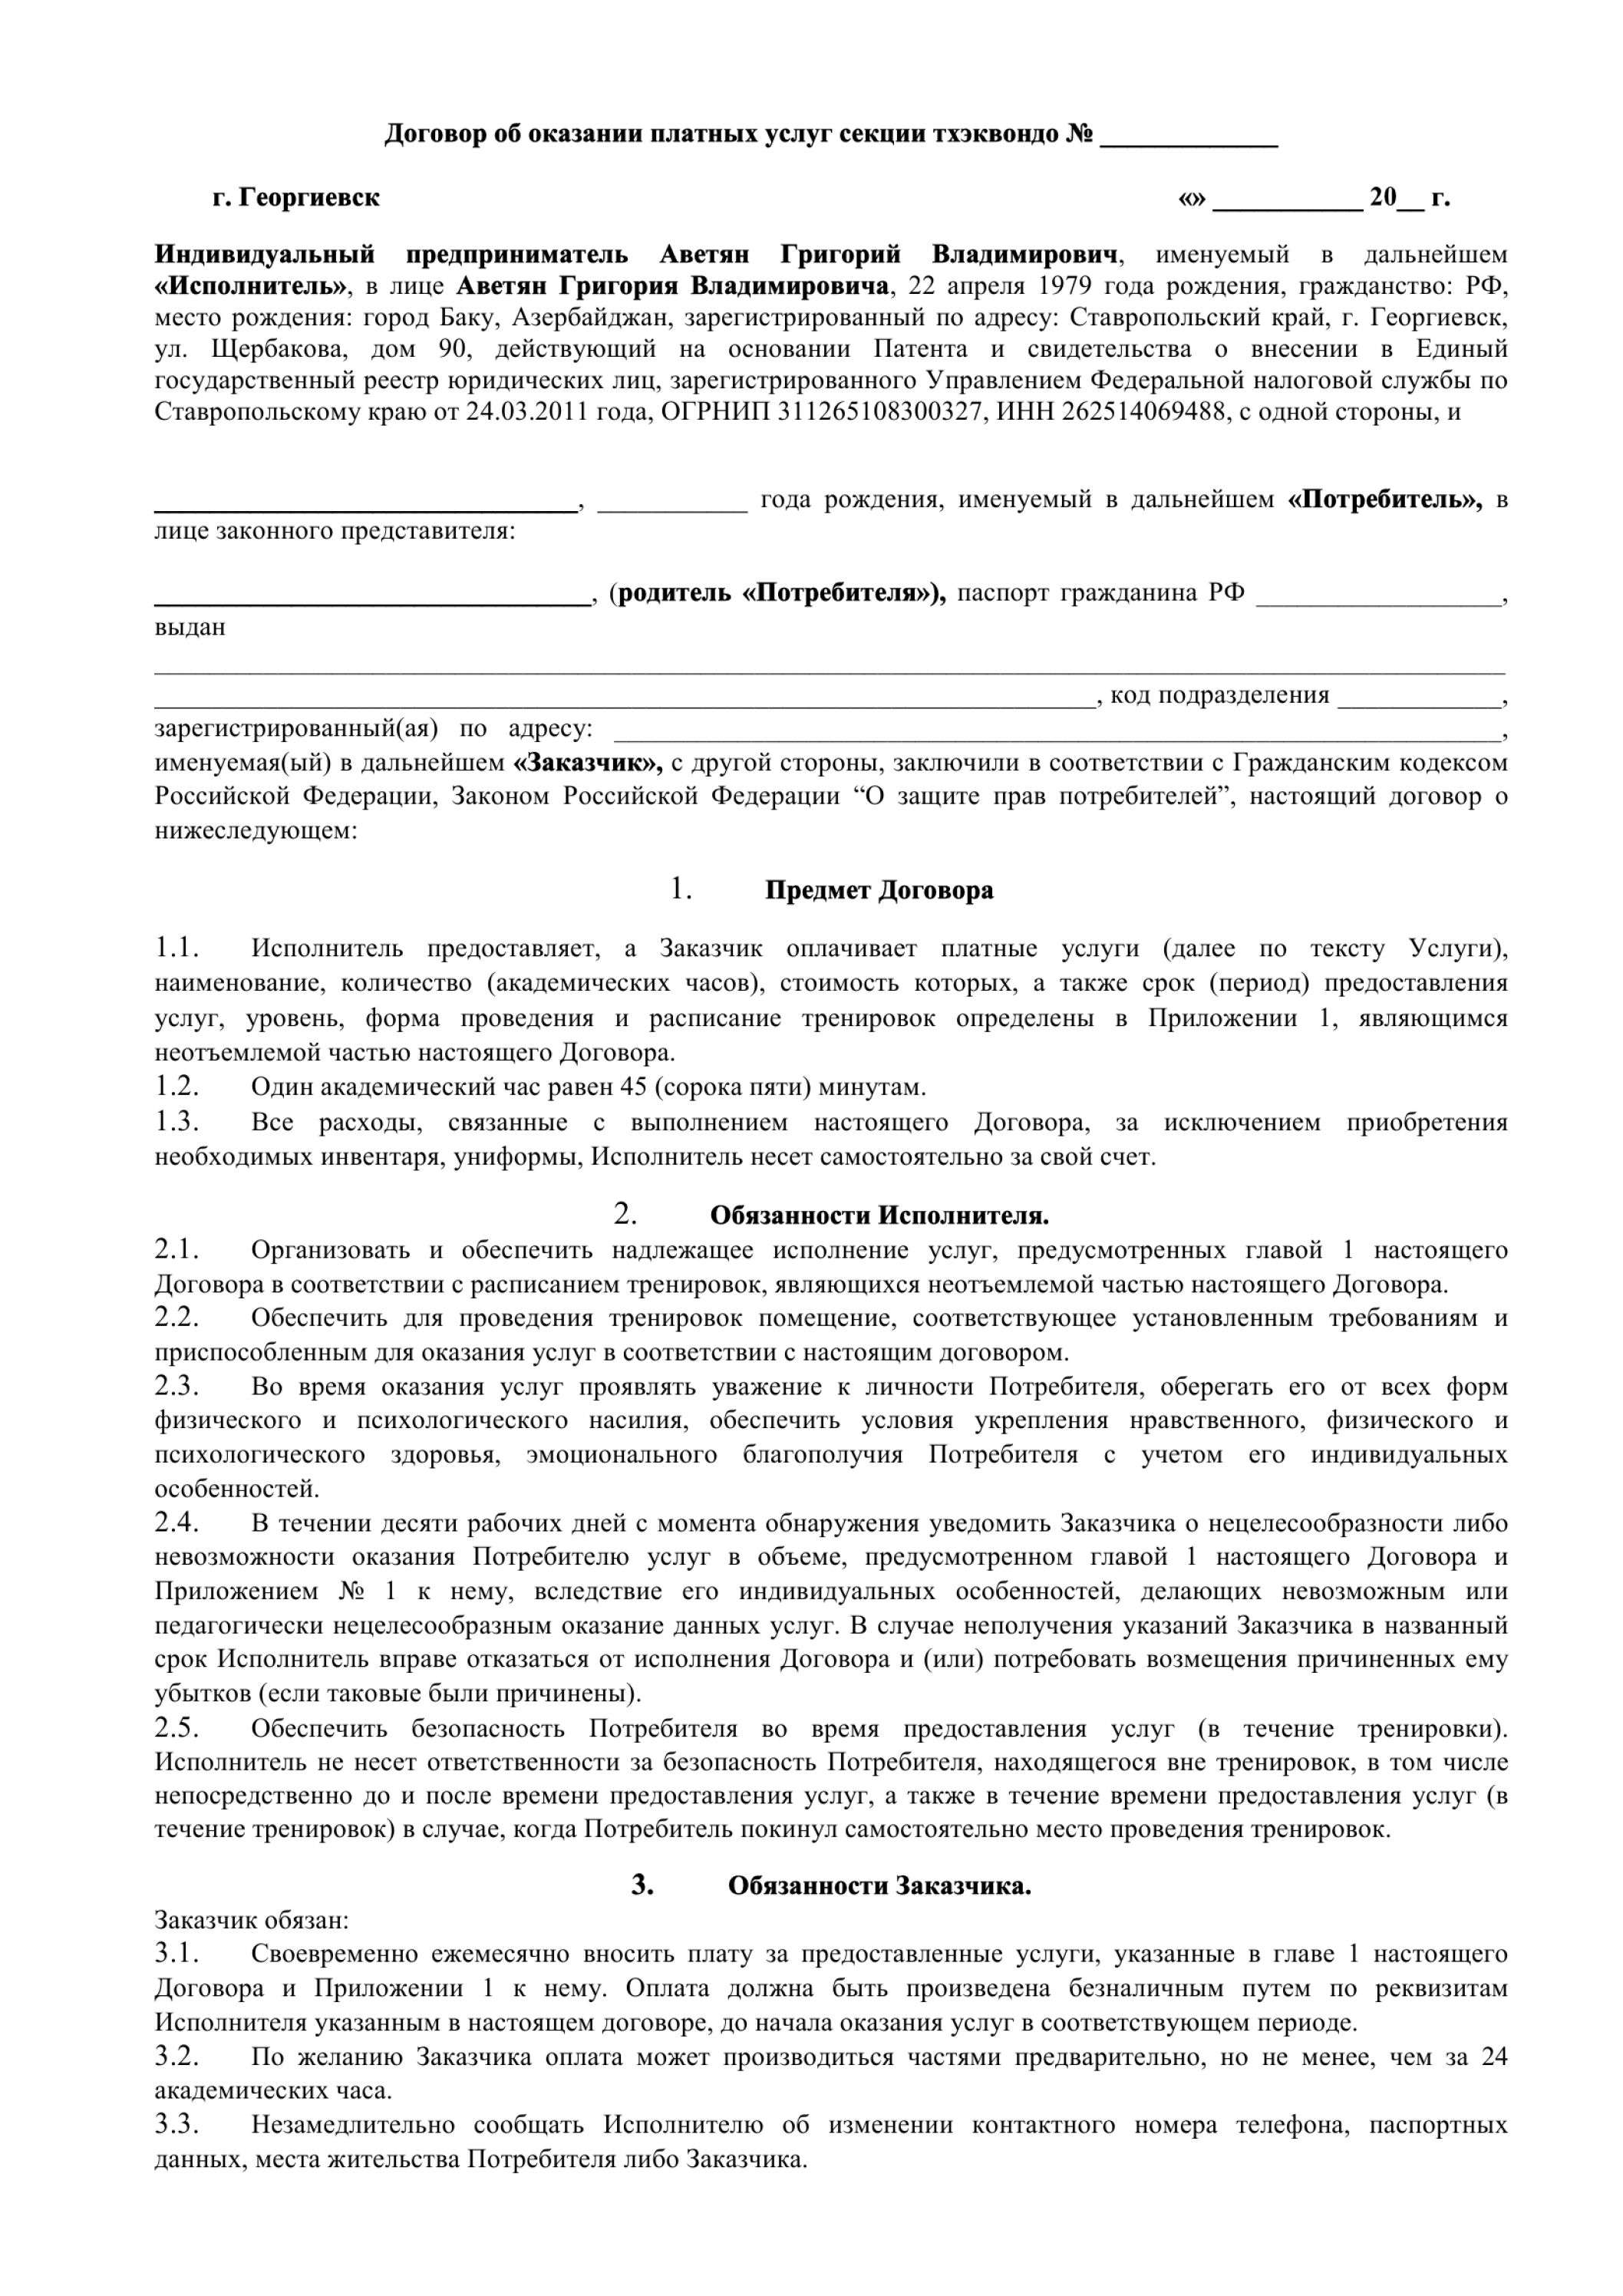 Договор об оказании платных услуг секции тхэквондо № _____________
г. Георгиевск «» ___________ 20__ г.
Индивидуальный предприниматель Аветян Григорий Владимирович, именуемый в дальнейшем
«Исполнитель», в лице Аветян Григория Владимировича, 22 апреля 1979 года рождения, гражданство: РФ,
место рождения: город Баку, Азербайджан, зарегистрированный по адресу: Ставропольский край, г. Георгиевск,
ул. Щербакова, дом 90, действующий на основании Патента и свидетельства о внесении в Единый
государственный реестр юридических лиц, зарегистрированного Управлением Федеральной налоговой службы по
Ставропольскому краю от 24.03.2011 года, ОГРНИП 311265108300327, ИНН 262514069488, с одной стороны, и
_______________________________, ___________ года рождения, именуемый в дальнейшем «Потребитель», в
лице законного представителя:
________________________________, (родитель «Потребителя»), паспорт гражданина РФ __________________,
выдан
___________________________________________________________________________________________________
_____________________________________________________________________, код подразделения ____________,
зарегистрированный(ая) по адресу: _________________________________________________________________,
именуемая(ый) в дальнейшем «Заказчик», с другой стороны, заключили в соответствии с Гражданским кодексом
Российской Федерации, Законом Российской Федерации “О защите прав потребителей”, настоящий договор о
нижеследующем:
1. Предмет Договора
1.1. Исполнитель предоставляет, а Заказчик оплачивает платные услуги (далее по тексту Услуги),
наименование, количество (академических часов), стоимость которых, а также срок (период) предоставления
услуг, уровень, форма проведения и расписание тренировок определены в Приложении 1, являющимся
неотъемлемой частью настоящего Договора.
1.2. Один академический час равен 45 (сорока пяти) минутам.
1.3. Все расходы, связанные с выполнением настоящего Договора, за исключением приобретения
необходимых инвентаря, униформы, Исполнитель несет самостоятельно за свой счет.
2. Обязанности Исполнителя.
2.1. Организовать и обеспечить надлежащее исполнение услуг, предусмотренных главой 1 настоящего
Договора в соответствии с расписанием тренировок, являющихся неотъемлемой частью настоящего Договора.
2.2. Обеспечить для проведения тренировок помещение, соответствующее установленным требованиям и
приспособленным для оказания услуг в соответствии с настоящим договором.
2.3. Во время оказания услуг проявлять уважение к личности Потребителя, оберегать его от всех форм
физического и психологического насилия, обеспечить условия укрепления нравственного, физического и
психологического здоровья, эмоционального благополучия Потребителя с учетом его индивидуальных
особенностей.
2.4. В течении десяти рабочих дней с момента обнаружения уведомить Заказчика о нецелесообразности либо
невозможности оказания Потребителю услуг в объеме, предусмотренном главой 1 настоящего Договора и
Приложением № 1 к нему, вследствие его индивидуальных особенностей, делающих невозможным или
педагогически нецелесообразным оказание данных услуг. В случае неполучения указаний Заказчика в названный
срок Исполнитель вправе отказаться от исполнения Договора и (или) потребовать возмещения причиненных ему
убытков (если таковые были причинены).
2.5. Обеспечить безопасность Потребителя во время предоставления услуг (в течение тренировки).
Исполнитель не несет ответственности за безопасность Потребителя, находящегося вне тренировок, в том числе
непосредственно до и после времени предоставления услуг, а также в течение времени предоставления услуг (в
течение тренировок) в случае, когда Потребитель покинул самостоятельно место проведения тренировок.
3. Обязанности Заказчика.
Заказчик обязан:
3.1. Своевременно ежемесячно вносить плату за предоставленные услуги, указанные в главе 1 настоящего
Договора и Приложении 1 к нему. Оплата должна быть произведена безналичным путем по реквизитам
Исполнителя указанным в настоящем договоре, до начала оказания услуг в соответствующем периоде.
3.2. По желанию Заказчика оплата может производиться частями предварительно, но не менее, чем за 24
академических часа.
3.3. Незамедлительно сообщать Исполнителю об изменении контактного номера телефона, паспортных
данных, места жительства Потребителя либо Заказчика.